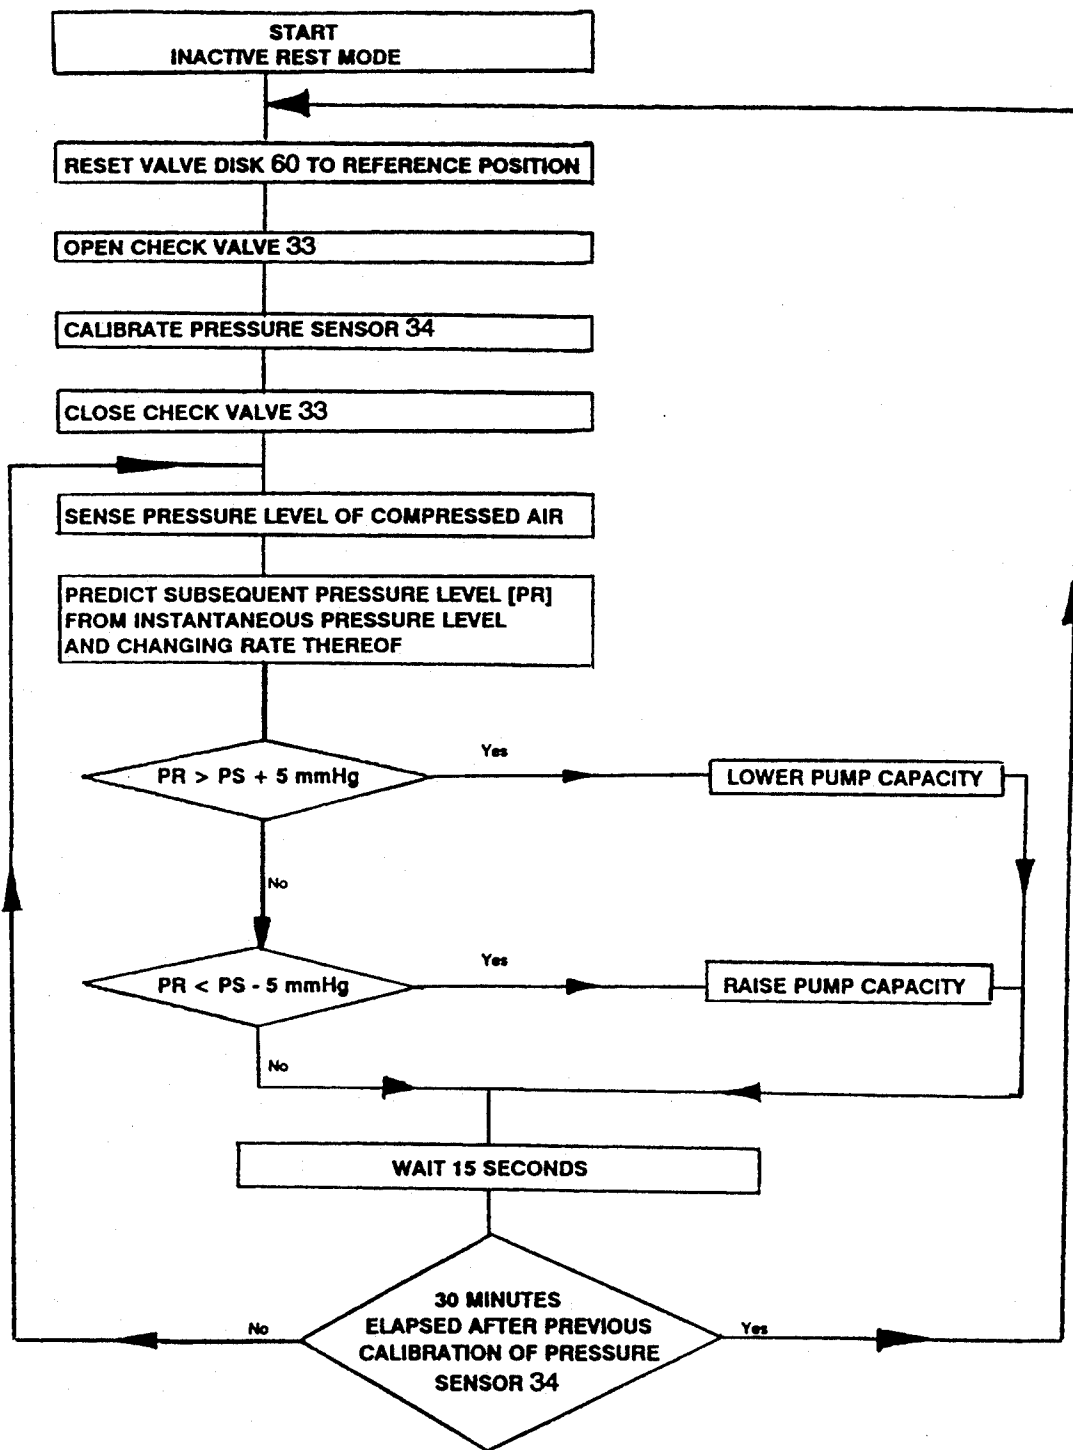 START
INACTIVE REST MODE
RESET VALVE DISK 60 TO REFERENCE POSITION
OPEN CHECK VALVE 33
CALIBRATE PRESSURE SENSOR 34
CLOSE CHECK VALVE 33
SENSE PRESSURE LEVEL OF COMPRESSED AIR
PREDICT SUBSEQUENT PRESSURE LEVEL [PR]
FROM INSTANTANEOUS PRESSURE LEVEL
AND CHANGING RATE THEREOF
PR > PS + 5 mmHg
Yes
LOWER PUMP CAPACITY
No
PR < PS - 5 mmHg
Yes
RAISE PUMP CAPACITY
No
WAIT 15 SECONDS
30 MINUTES
ELAPSED AFTER PREVIOUS
CALIBRATION OF PRESSURE
SENSOR 34
No
Yes